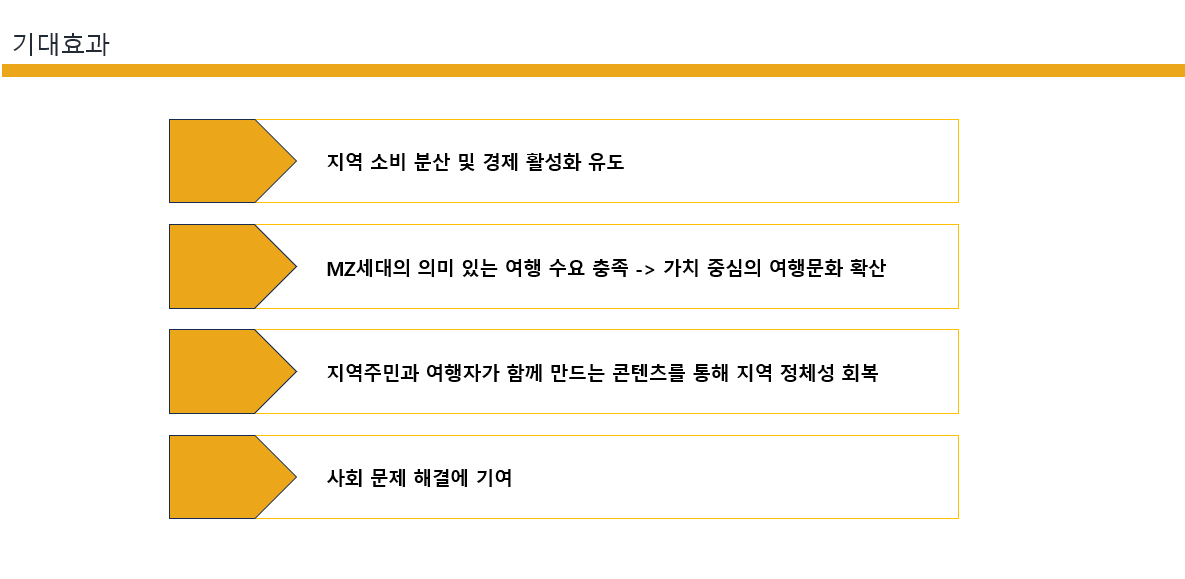 기대효과
지역 소비 분산 및 경제 활성화 유도
MZ세대의 의미 있는 여행 수요 충족 -> 가치 중심의 여행문화 확산
지역주민과 여행자가 함께 만드는 콘텐츠를 통해 지역 정체성 회복
사회 문제 해결에 기여